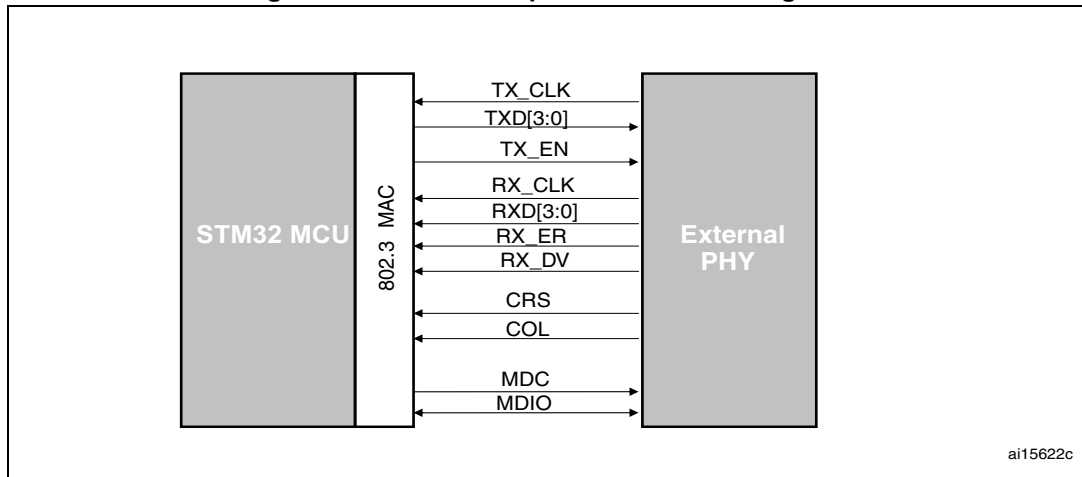 TX_CLK
TXD[3:0]
TX_EN
RX_CLK
RXD[3:0]
RX_ER
RX_DV
CRS
COL
MDC
MDIO
STM32 MCU
802.3 MAC
External
PHY
ai15622c